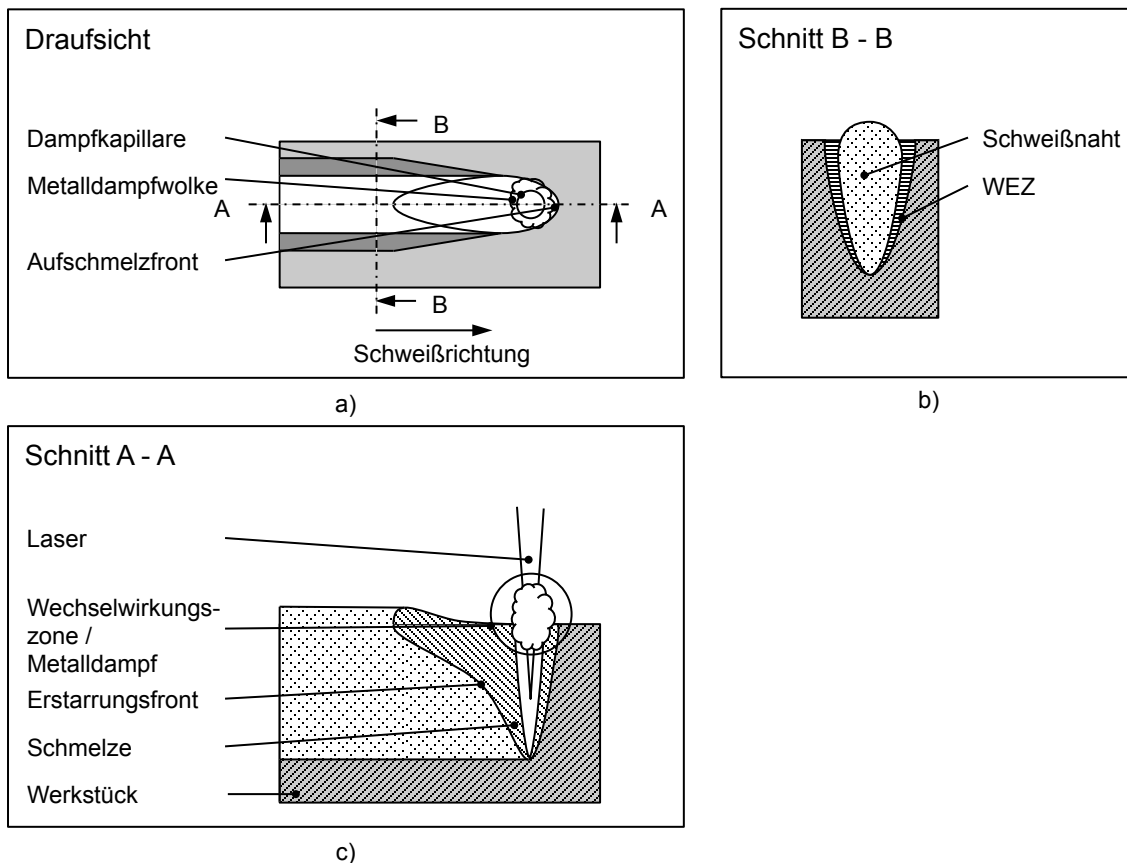 Draufsicht
Dampfkapillare
Metalldampfwolke
Aufschmelzfront
B
A
A
B
Schweißrichtung
a)
Schnitt B - B
Schweißnaht
WEZ
b)
Schnitt A - A
Laser
Wechselwirkungs-
zone /
Metalldampf
Erstarrungsfront
Schmelze
Werkstück
c)